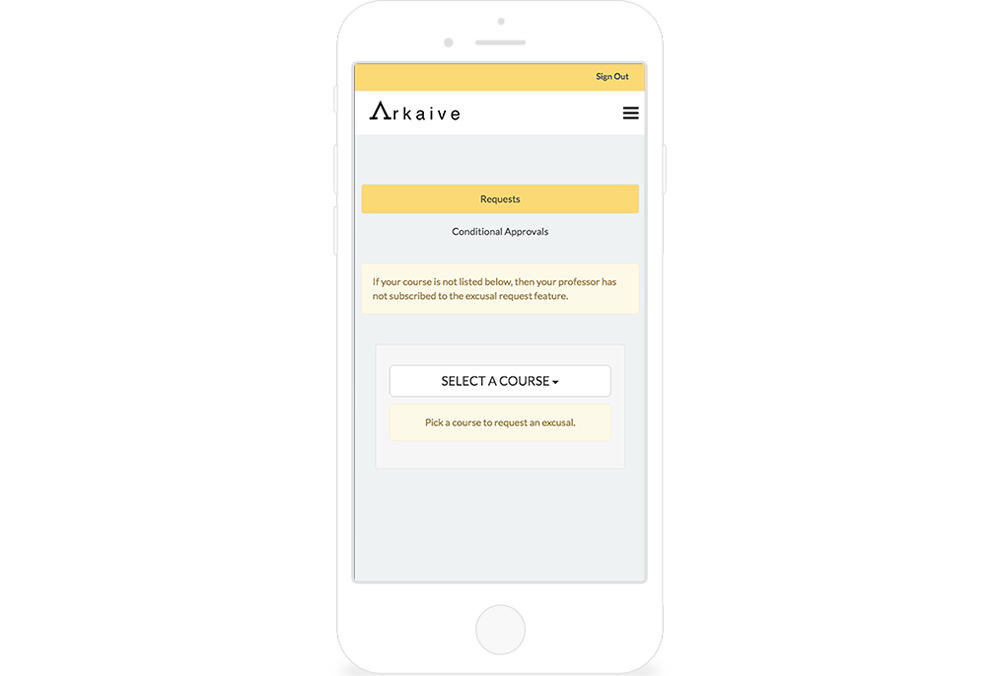 Sign Out
Arkaive
Requests
Conditional Approvals
If your course is not listed below, then your professor has
not subscribed to the excusal request feature.
SELECT A COURSE
Pick a course to request an excusal.